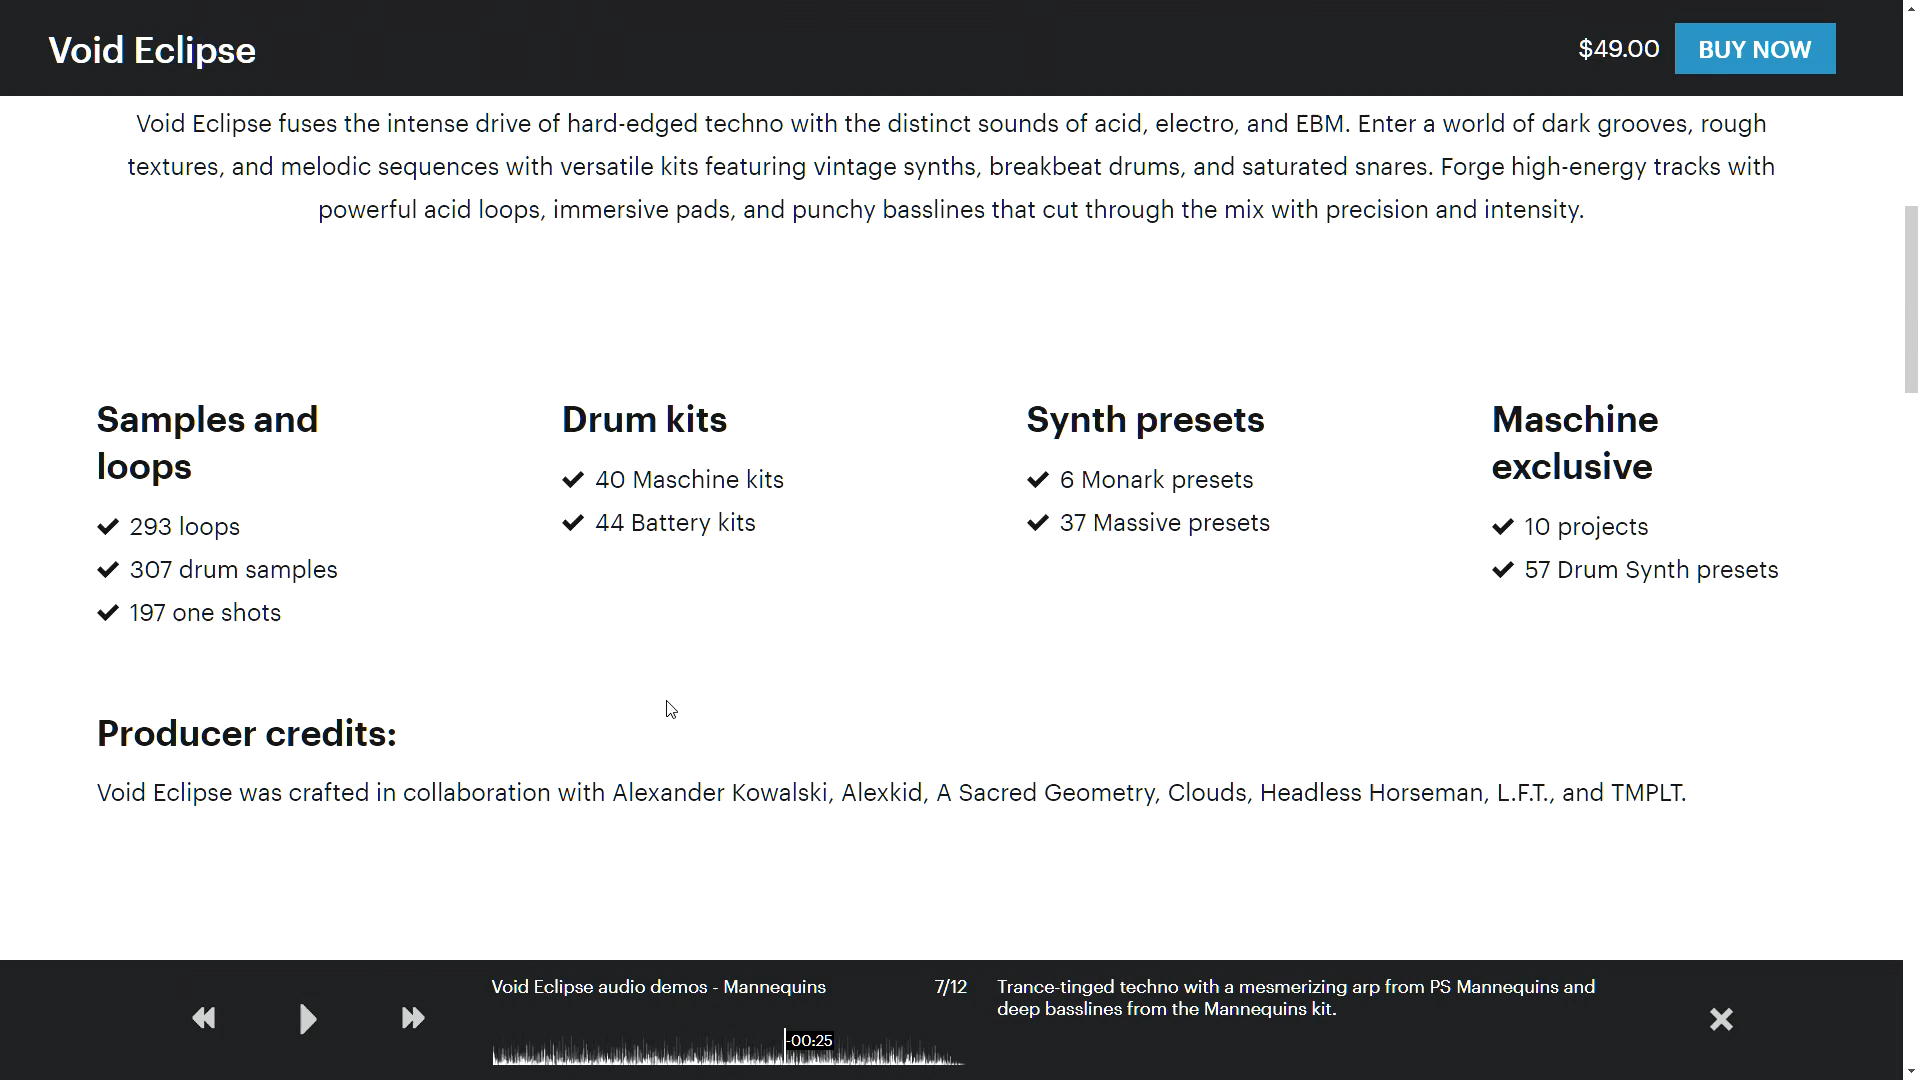 Void Eclipse
$49.00
BUY NOW
Void Eclipse fuses the intense drive of hard-edged techno with the distinct sounds of acid, electro, and EBM. Enter a world of dark grooves, rough
textures, and melodic sequences with versatile kits featuring vintage synths, breakbeat drums, and saturated snares. Forge high-energy tracks with
powerful acid loops, immersive pads, and punchy basslines that cut through the mix with precision and intensity.
Samples and
loops
293 loops
307 drum samples
197 one shots
Drum kits
40 Maschine kits
44 Battery kits
Synth presets
6 Monark presets
37 Massive presets
Maschine
exclusive
10 projects
57 Drum Synth presets
Producer credits:
Void Eclipse was crafted in collaboration with Alexander Kowalski, Alexkid, A Sacred Geometry, Clouds, Headless Horseman, L.F.T., and TMPLT.
Void Eclipse audio demos - Mannequins
7/12
-00:25
Trance-tinged techno with a mesmerizing arp from PS Mannequins and
deep basslines from the Mannequins kit.